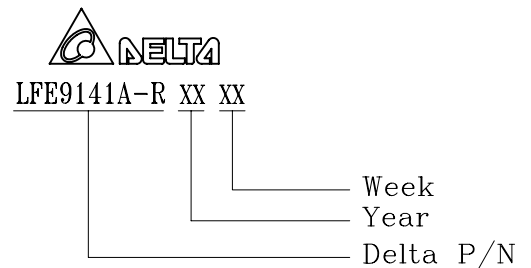 DELTA
LFE9141A-R XX XX
Week
Year
Delta P/N